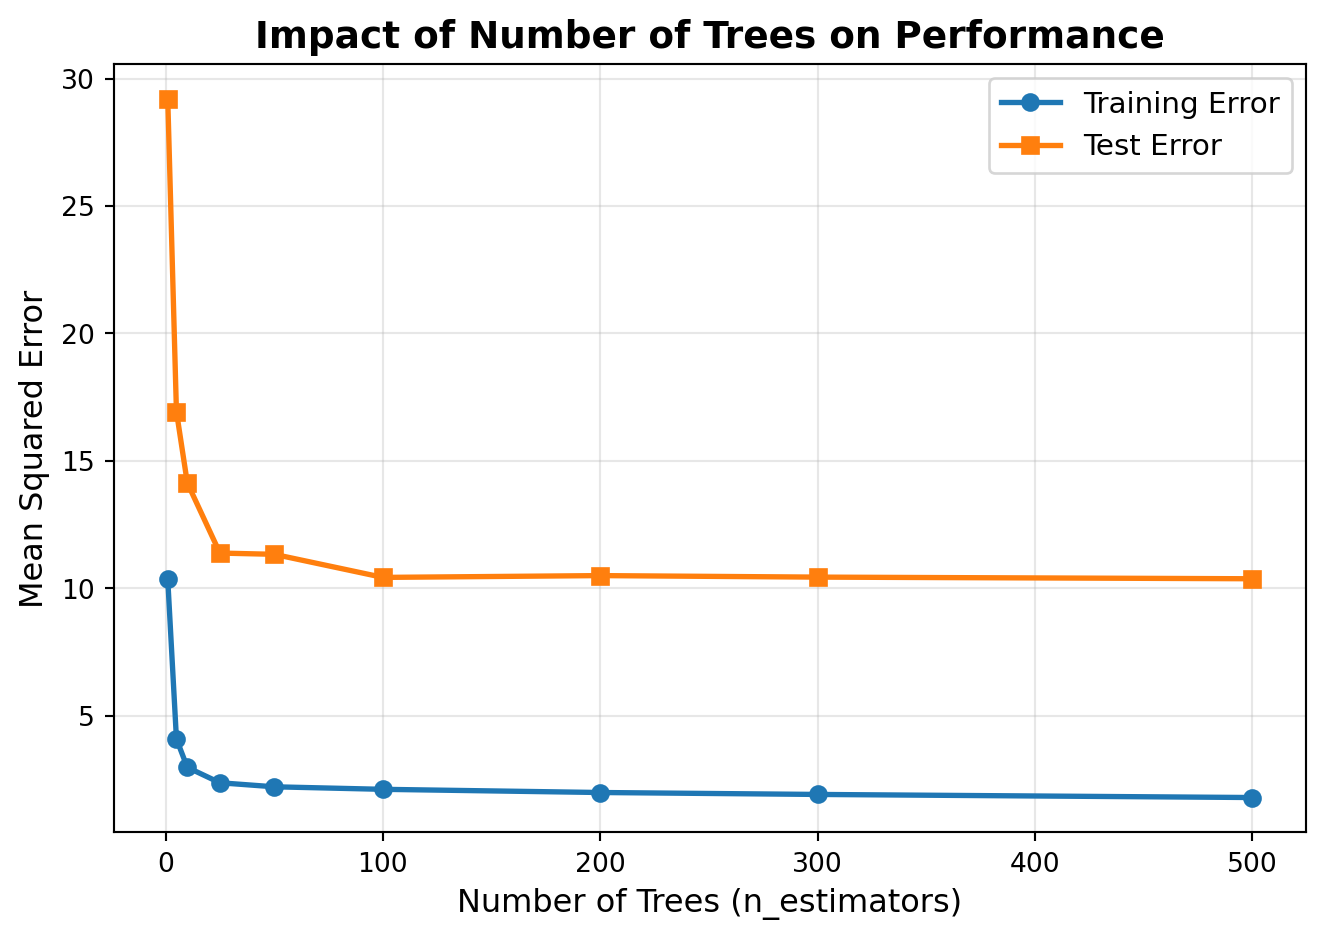 Impact of Number of Trees on Performance
Training Error
Test Error
Mean Squared Error
30
25
20
15
10
5
0 100 200 300 400 500
Number of Trees (n_estimators)